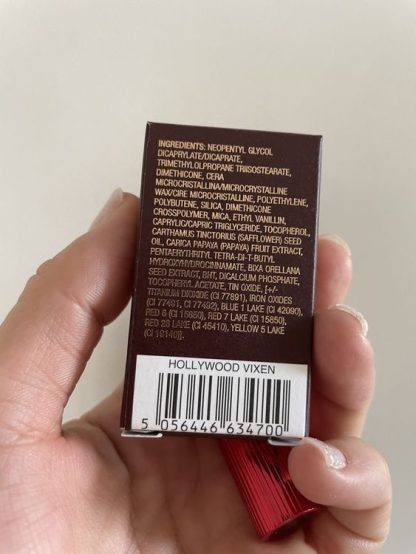 INGREDIENTS: NEOPENTYL GLYCOL
DICAPRYLATE/DICAPRATE,
TRIMETHYLOLPROPANE TRIISOSTEARATE,
DIMETHICONE, CERA
MICROCRISTALLINA/MICROCRYSTALLINE
WAX/CIRE MICROCRISTALLINE, POLYETHYLENE,
POLYBUTENE, SILICA, DIMETHICONE
CROSSPOLYMER, MICA, ETHYL VANILLIN,
CAPRYLIC/CAPRIC TRIGLYCERIDE, TOCOPHEROL,
CARTHAMUS TINCTORIUS (SAFFLOWER) SEED
OIL, CARICA PAPAYA (PAPAYA) FRUIT EXTRACT,
PENTAERYTHRITYL TETRA-DI-T-BUTYL
HYDROXYHYDROCINNAMATE, BIXA ORELLANA
SEED EXTRACT, BHT, DICALCIUM PHOSPHATE,
TOCOPHERYL ACETATE, TIN OXIDE, [+/-
TITANIUM DIOXIDE (CI 77891), IRON OXIDES
(CI 77491, CI 77492), BLUE 1 LAKE (CI 42090),
RED 6 (CI 15850), RED 7 LAKE (CI 15850),
RED 28 LAKE (CI 45410), YELLOW 5 LAKE
(CI 19140)].
HOLLYWOOD VIXEN
5 056446 634700